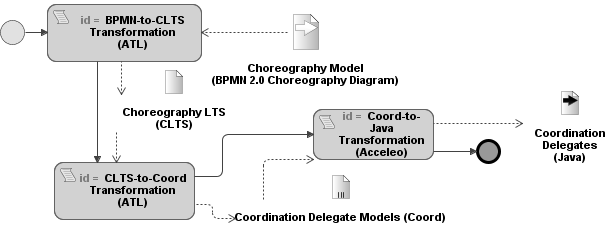 id = BPMN-to-CLTS
Transformation
(ATL)
Choreography Model
(BPMN 2.0 Choreography Diagram)
Choreography LTS
(CLTS)
id = Coord-to-
Java
Transformation
(Acceleo)
Coordination
Delegates
(Java)
id = CLTS-to-Coord
Transformation
(ATL)
Coordination Delegate Models (Coord)